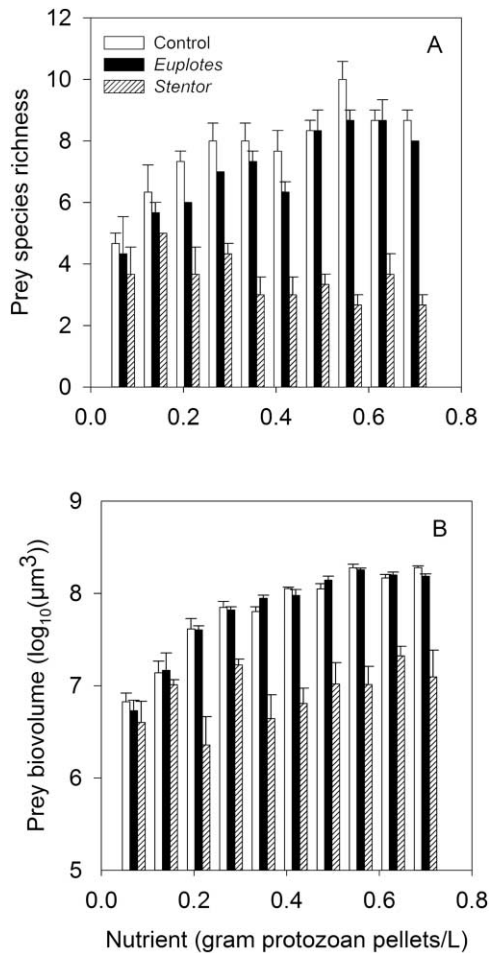 A
Control
Euplotes
Stentor
Prey species richness
12
10
8
6
4
2
0
0.0 0.2 0.4 0.6 0.8
B
Prey biovolume (log₁₀(μm³))
9
8
7
6
5
0.0 0.2 0.4 0.6 0.8
Nutrient (gram protozoan pellets/L)